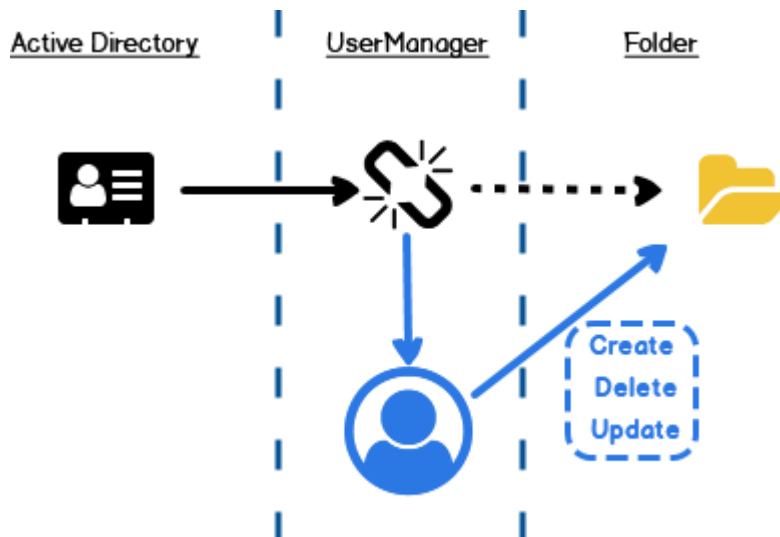 Active Directory
UserManager
Folder
Create
Delete
Update